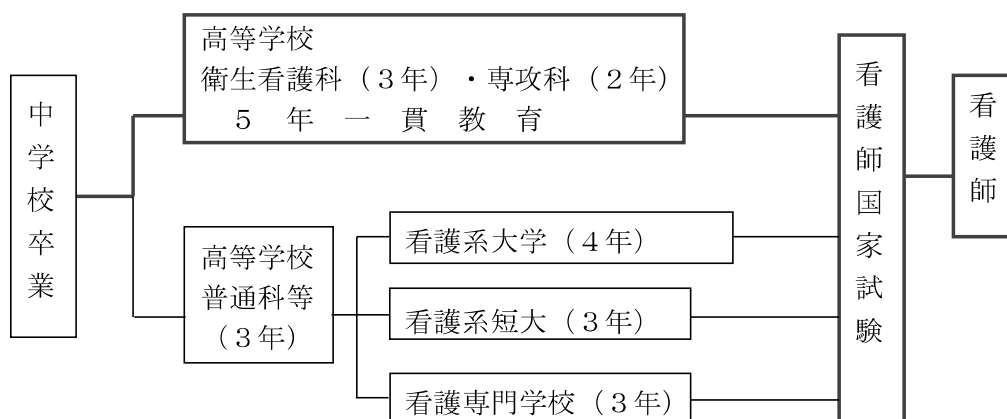 中学校卒業
高等学校
衛生看護科（３年）・専攻科（２年）
５年一貫教育
高等学校
普通科等
（３年）
看護系大学（４年）
看護系短大（３年）
看護専門学校（３年）
看護師国家試験
看護師